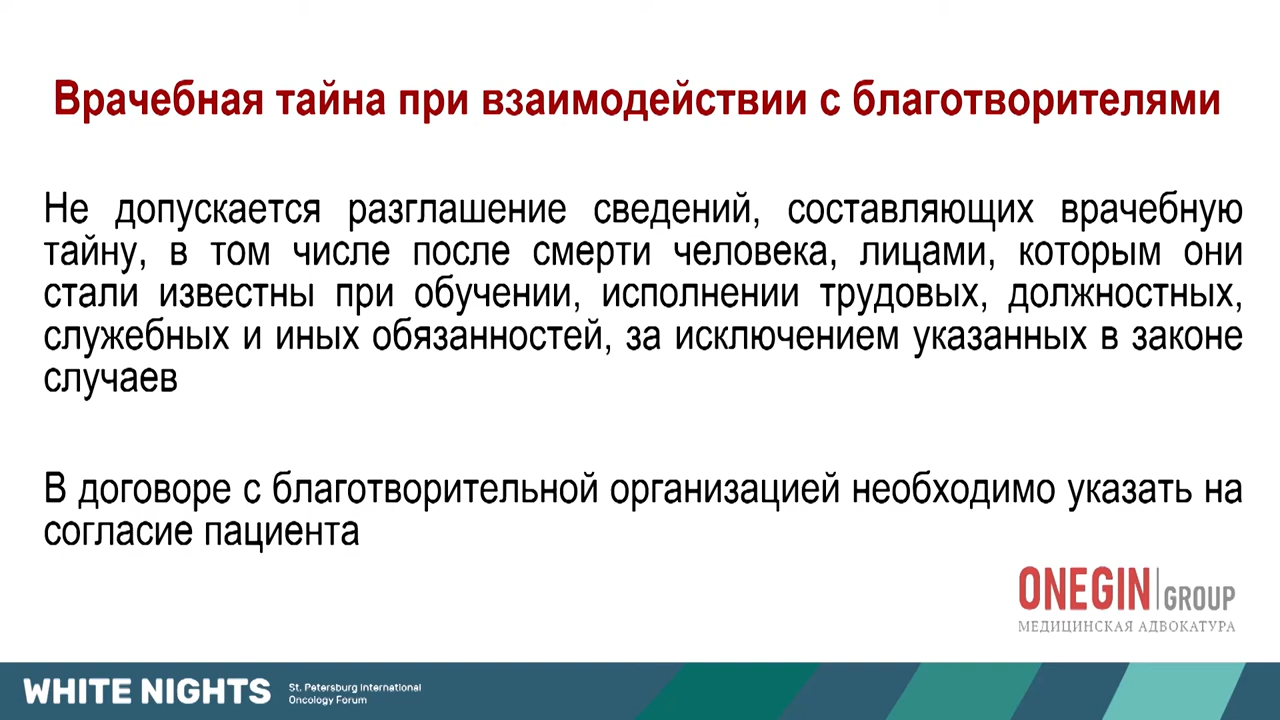 Врачебная тайна при взаимодействии с благотворителями
Не допускается разглашение сведений, составляющих врачебную
тайну, в том числе после смерти человека, лицами, которым они
стали известны при обучении, исполнении трудовых, должностных,
служебных и иных обязанностей, за исключением указанных в законе
случаев
В договоре с благотворительной организацией необходимо указать на
согласие пациента
ONEGIN GROUP
МЕДИЦИНСКАЯ АДВОКАТУРА
WHITE NIGHTS
St. Petersburg International
Oncology Forum